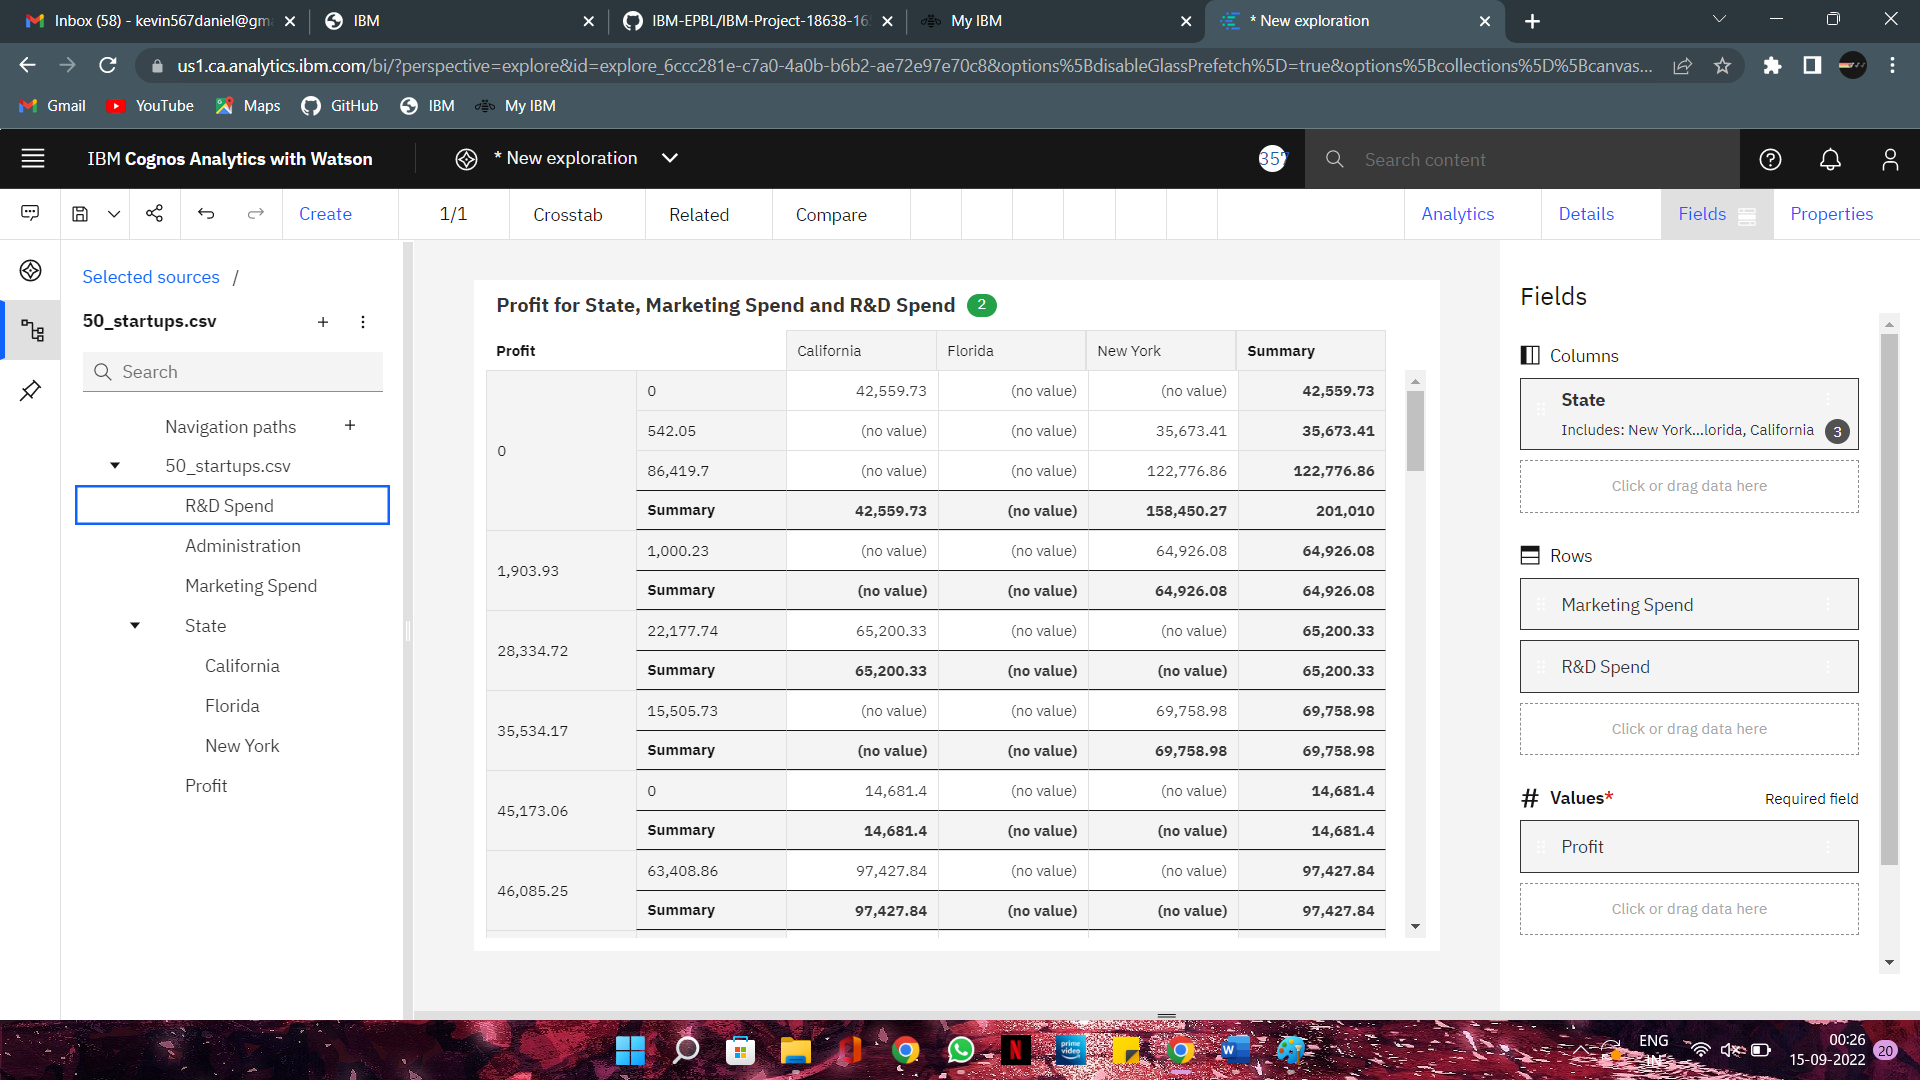 Inbox (58) - kevin567daniel@gm
IBM
IBM-EPBL/IBM-Project-18638-16
My IBM
* New exploration
us1.ca.analytics.ibm.com/bi/?perspective=explore&id=explore_6ccc281e-c7a0-4a0b-b6b2-ae72e97e70c8&options%5BdisableGlassPrefetch%5D=true&options%5Bcollections%5D%5Bcanvas...
Gmail YouTube Maps GitHub IBM My IBM
IBM Cognos Analytics with Watson
* New exploration
357
Search content
Create 1/1 Crosstab Related Compare Analytics Details Fields Properties
Selected sources /
50_startups.csv
Search
Navigation paths
50_startups.csv
R&D Spend
Administration
Marketing Spend
State
California
Florida
New York
Profit
Profit for State, Marketing Spend and R&D Spend 2
Profit California Florida New York Summary
0 0 42,559.73 (no value) (no value) 42,559.73
542.05 (no value) (no value) 35,673.41 35,673.41
86,419.7 (no value) (no value) 122,776.86 122,776.86
Summary 42,559.73 (no value) 158,450.27 201,010
1,903.93 1,000.23 (no value) (no value) 64,926.08 64,926.08
Summary (no value) (no value) 64,926.08 64,926.08
28,334.72 22,177.74 65,200.33 (no value) (no value) 65,200.33
Summary 65,200.33 (no value) (no value) 65,200.33
35,534.17 15,505.73 (no value) (no value) 69,758.98 69,758.98
Summary (no value) (no value) 69,758.98 69,758.98
45,173.06 0 14,681.4 (no value) (no value) 14,681.4
Summary 14,681.4 (no value) (no value) 14,681.4
46,085.25 63,408.86 97,427.84 (no value) (no value) 97,427.84
Summary 97,427.84 (no value) (no value) 97,427.84
Fields
Columns
State
Includes: New York...lorida, California 3
Click or drag data here
Rows
Marketing Spend
R&D Spend
Click or drag data here
# Values* Required field
Profit
Click or drag data here
prime video
ENG
IN
00:26
15-09-2022
20